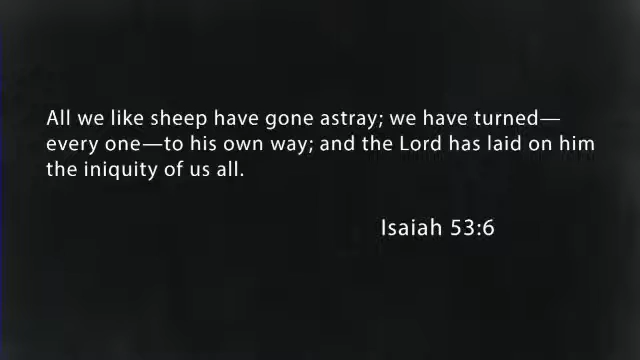 All we like sheep have gone astray; we have turned—
every one—to his own way; and the Lord has laid on him
the iniquity of us all.
Isaiah 53:6